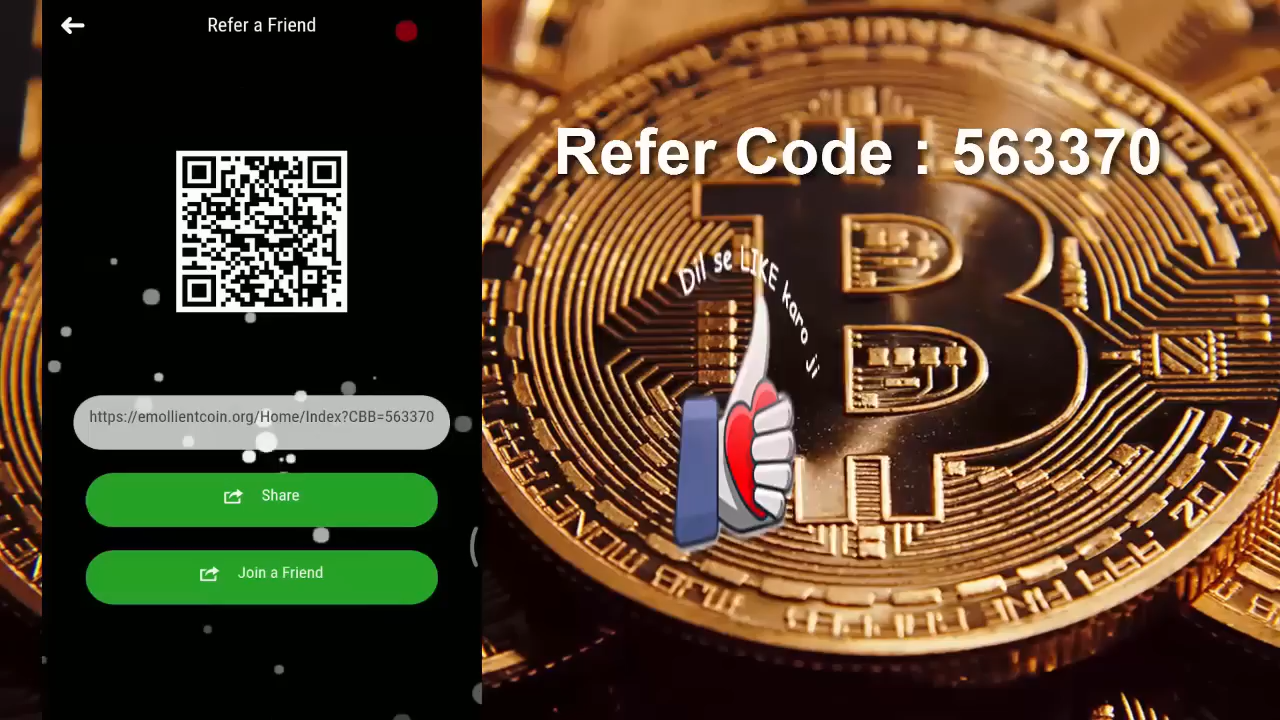 Refer a Friend
Refer Code : 563370
Dil se LIKE karo ji
https://emollientcoin.org/Home/Index?CBB=563370
Share
Join a Friend